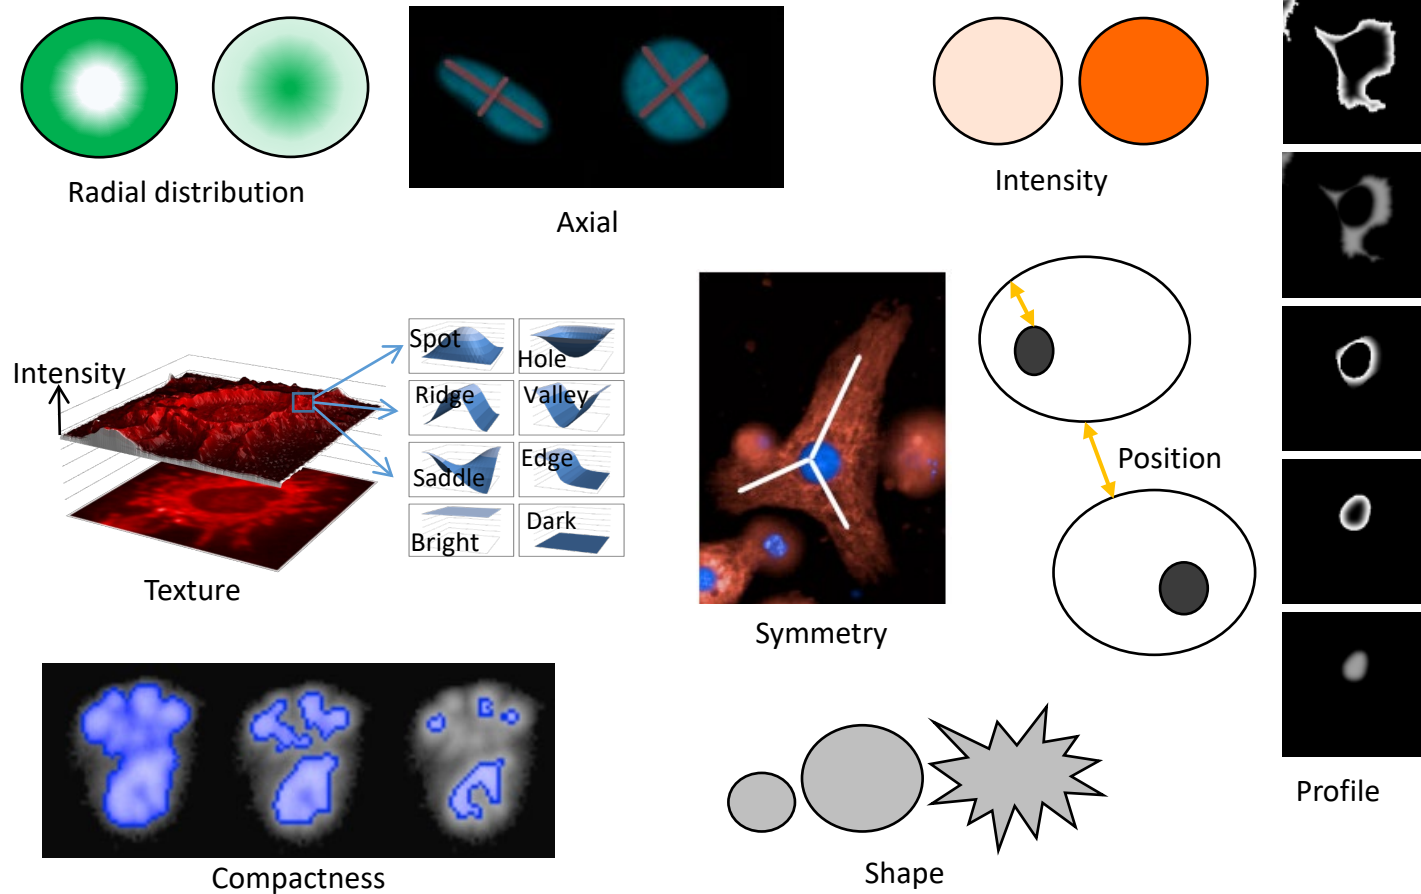 Radial distribution
Axial
Intensity
Intensity
Spot
Hole
Ridge
Valley
Saddle
Edge
Bright
Dark
Texture
Symmetry
Position
Compactness
Shape
Profile